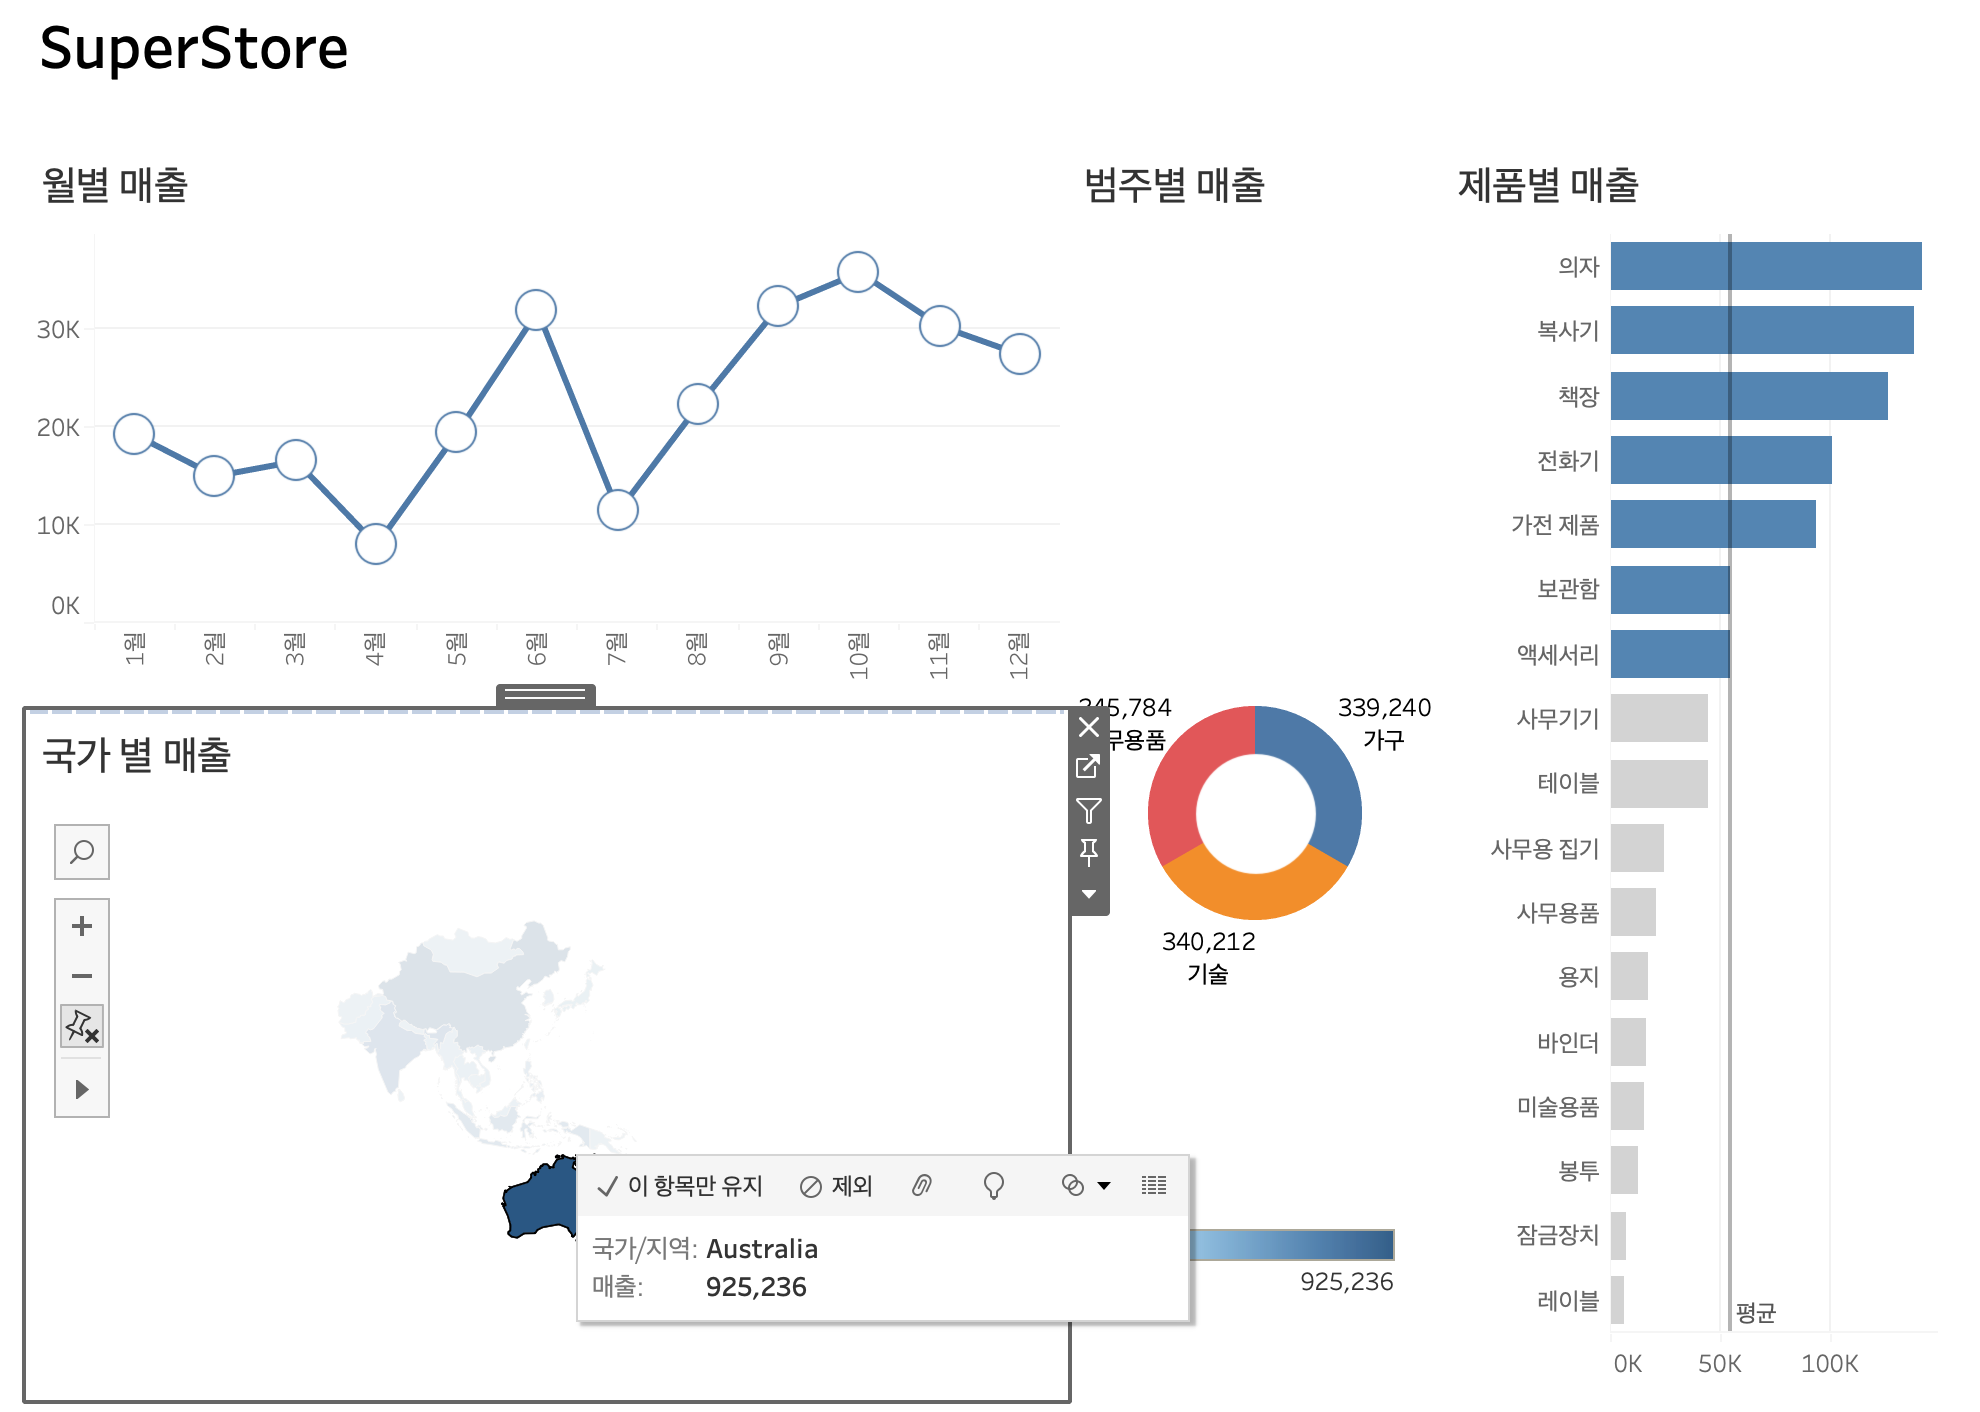 SuperStore
월별 매출
30K
20K
10K
0K
1월
2월
3월
4월
5월
6월
7월
8월
9월
10월
11월
12월
범주별 매출
345,784
무용품
339,240
가구
340,212
기술
국가 별 매출
이 항목만 유지
제외
국가/지역: Australia
매출: 925,236
925,236
제품별 매출
의자
복사기
책장
전화기
가전 제품
보관함
액세서리
사무기기
테이블
사무용 집기
사무용품
용지
바인더
미술용품
봉투
잠금장치
레이블
평균
0K
50K
100K